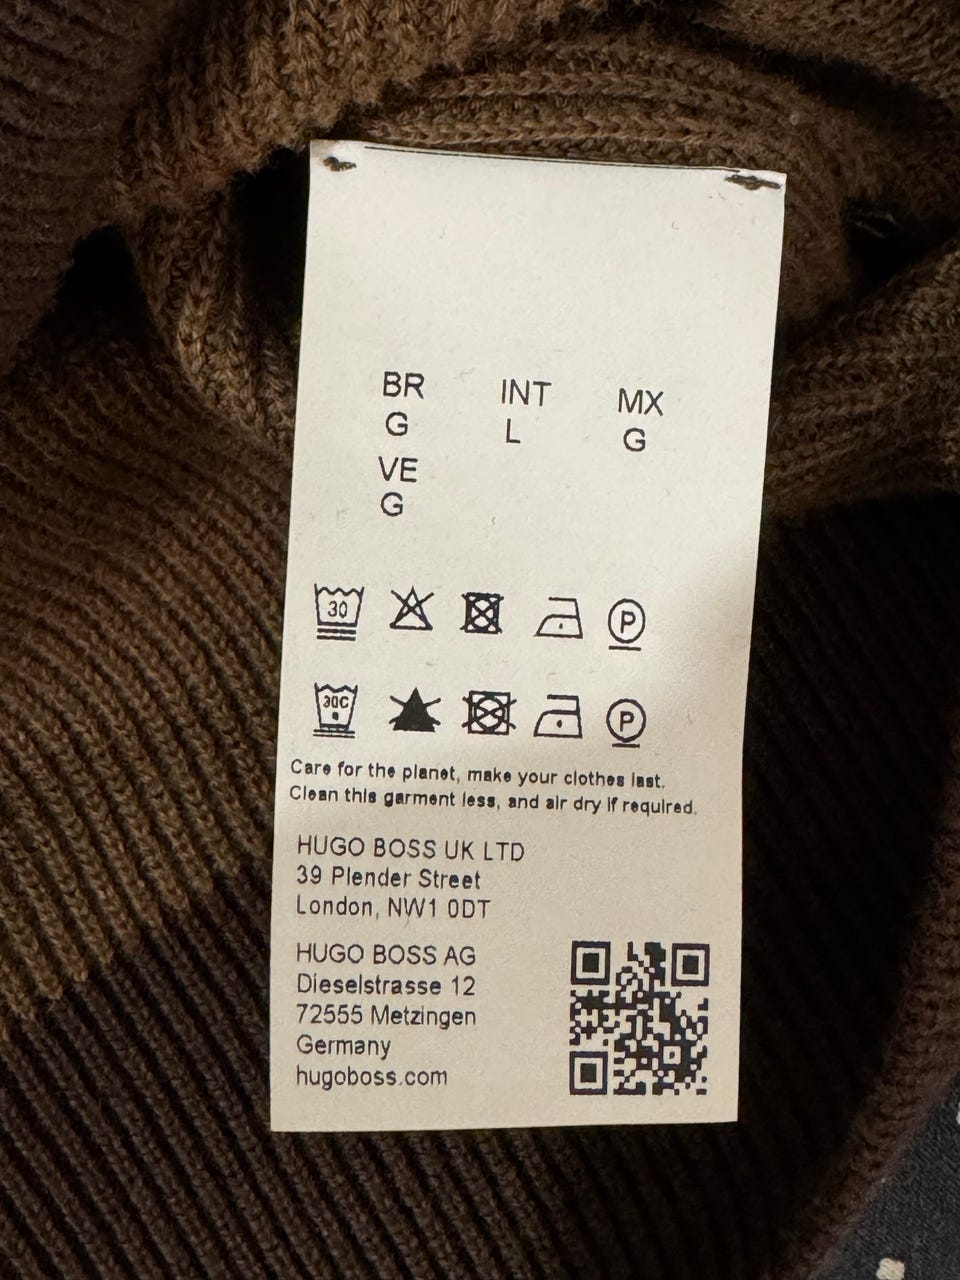 BR INT MX
G L G
VE
G
30 P
30C P
Care for the planet, make your clothes last.
Clean this garment less, and air dry if required.
HUGO BOSS UK LTD
39 Plender Street
London, NW1 0DT
HUGO BOSS AG
Dieselstrasse 12
72555 Metzingen
Germany
hugoboss.com